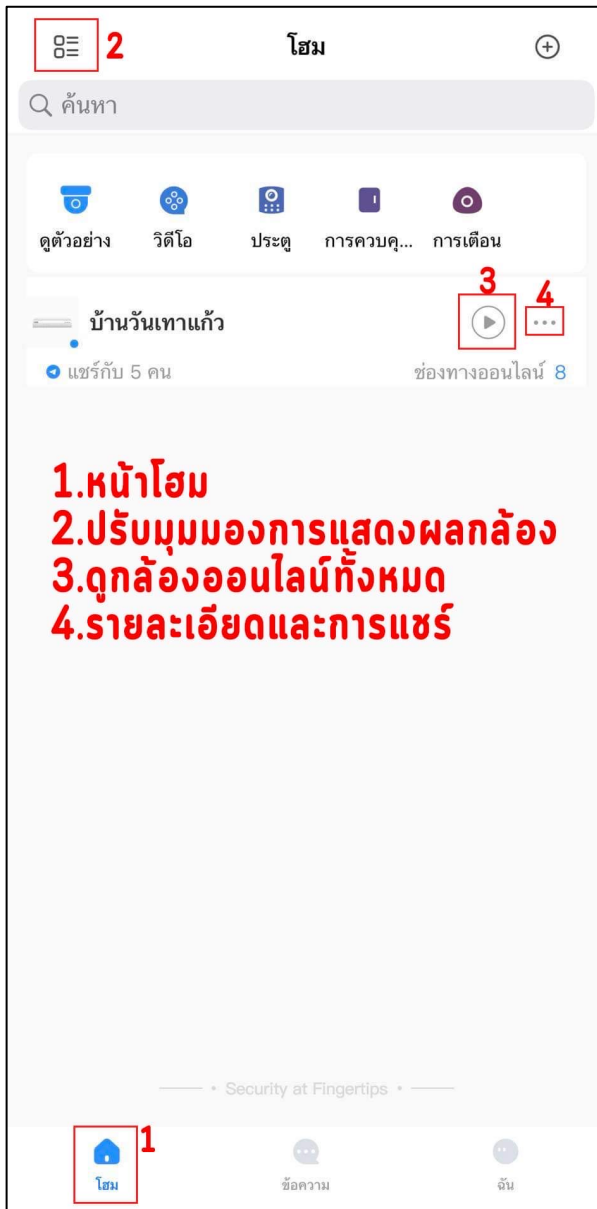 2 โฮม
ค้นหา
ดูตัวอย่าง วิดีโอ ประตู การควบคุ... การเตือน
3 4
บ้านวันเทาแก้ว
แชร์กับ 5 คน ช่องทางออนไลน์ 8
1.หน้าโฮม
2.ปรับมุมมองการแสดงผลกล้อง
3.ดูกล้องออนไลน์ทั้งหมด
4.รายละเอียดและการแชร์
Security at Fingertips
1
โฮม ข้อความ ฉัน